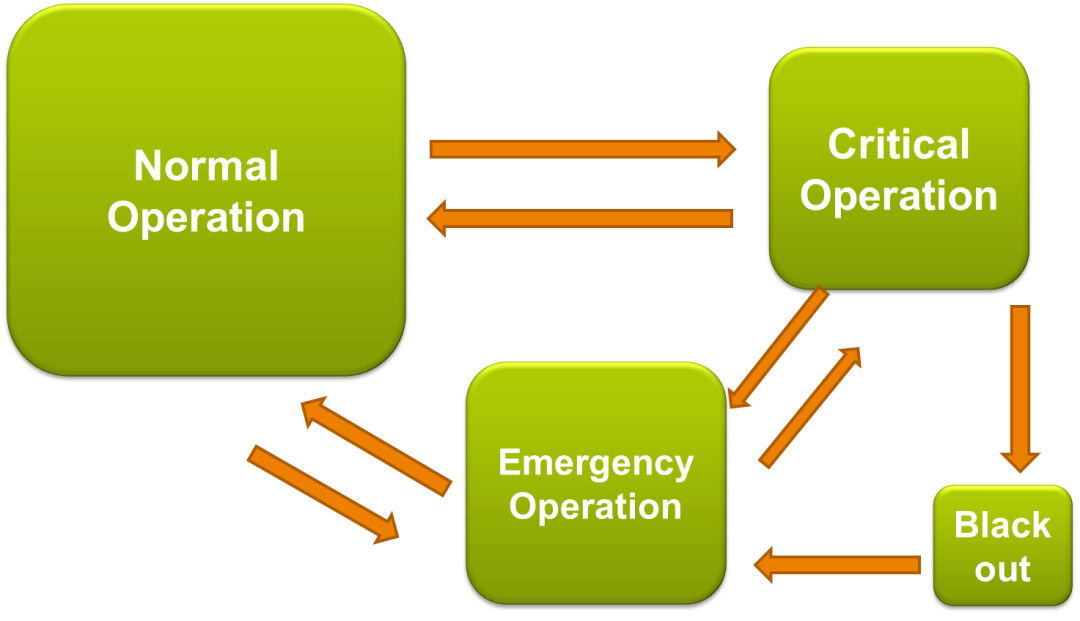 Normal
Operation
Critical
Operation
Emergency
Operation
Black
out